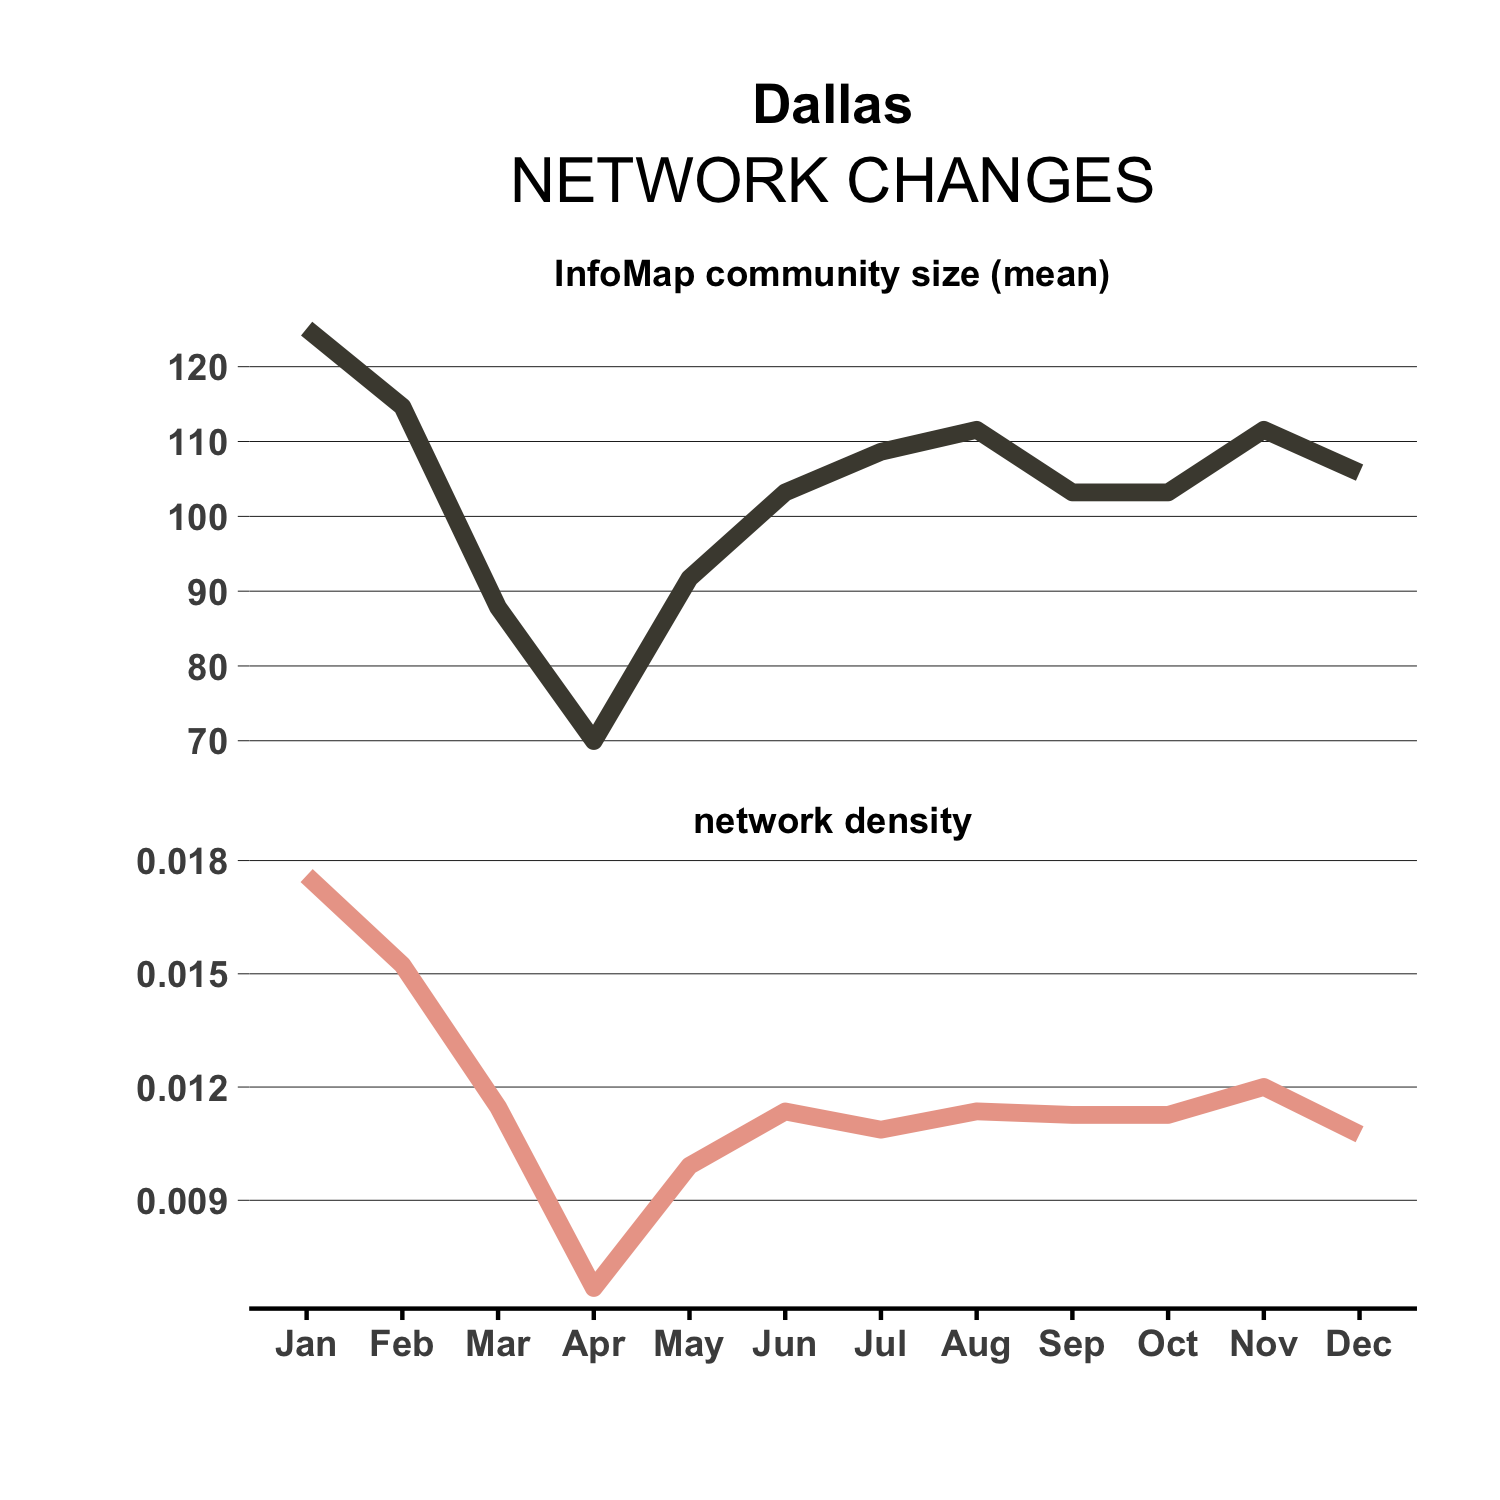 Dallas
NETWORK CHANGES
InfoMap community size (mean)
120
110
100
90
80
70
network density
0.018
0.015
0.012
0.009
Jan Feb Mar Apr May Jun Jul Aug Sep Oct Nov Dec